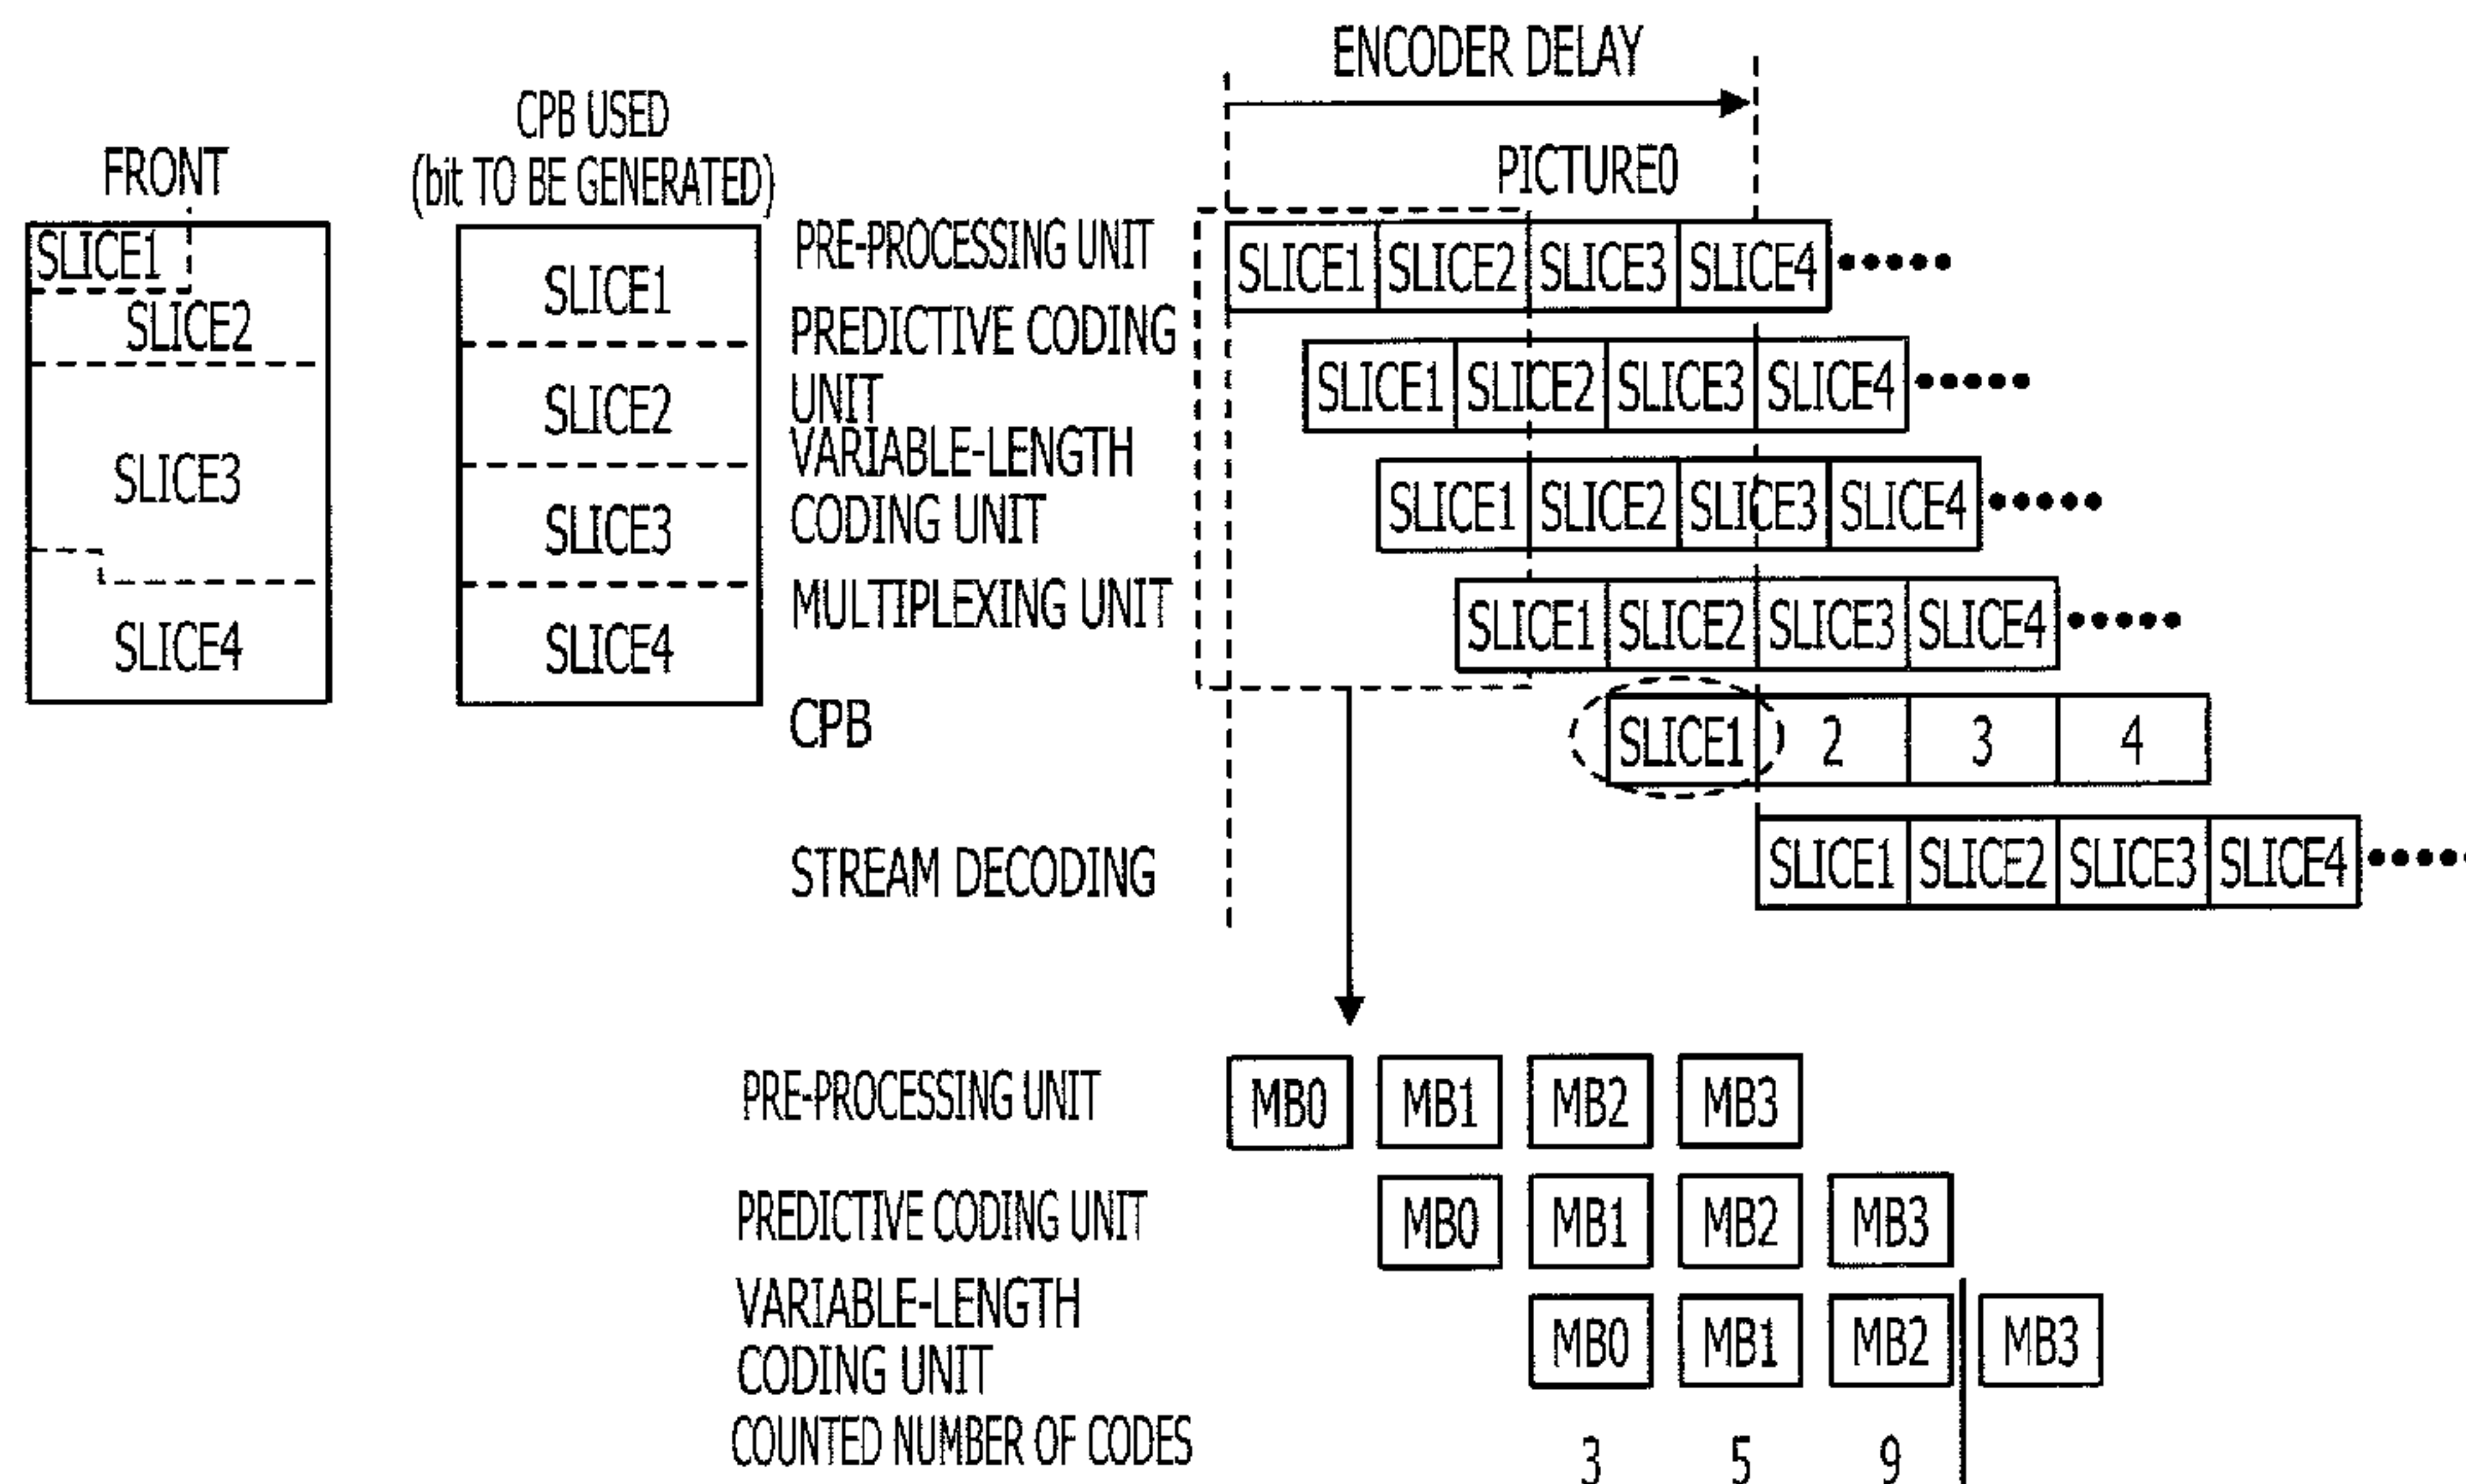 ENCODER DELAY
CPB USED
(bit TO BE GENERATED)
FRONT
PICTURE0
SLICE1
SLICE2
SLICE3
SLICE4
SLICE1
SLICE2
SLICE3
SLICE4
PRE-PROCESSING UNIT
SLICE1 SLICE2 SLICE3 SLICE4
PREDICTIVE CODING
UNIT
SLICE1 SLICE2 SLICE3 SLICE4
VARIABLE-LENGTH
CODING UNIT
SLICE1 SLICE2 SLICE3 SLICE4
MULTIPLEXING UNIT
SLICE1 SLICE2 SLICE3 SLICE4
CPB
SLICE1 2 3 4
STREAM DECODING
SLICE1 SLICE2 SLICE3 SLICE4
PRE-PROCESSING UNIT
MB0 MB1 MB2 MB3
PREDICTIVE CODING UNIT
MB0 MB1 MB2 MB3
VARIABLE-LENGTH
CODING UNIT
MB0 MB1 MB2 MB3
COUNTED NUMBER OF CODES
3 5 9